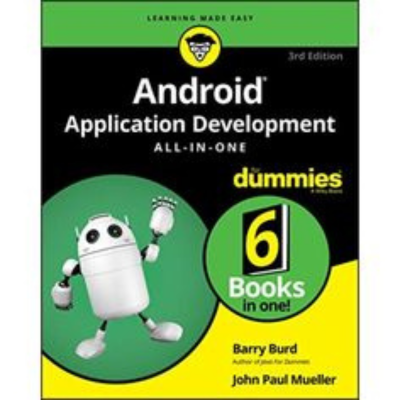 LEARNING MADE EASY
3rd Edition
Android®
Application Development
ALL-IN-ONE
for
dummies
A Wiley Brand
6
Books
in one!
Barry Burd
Author of Java For Dummies
John Paul Mueller